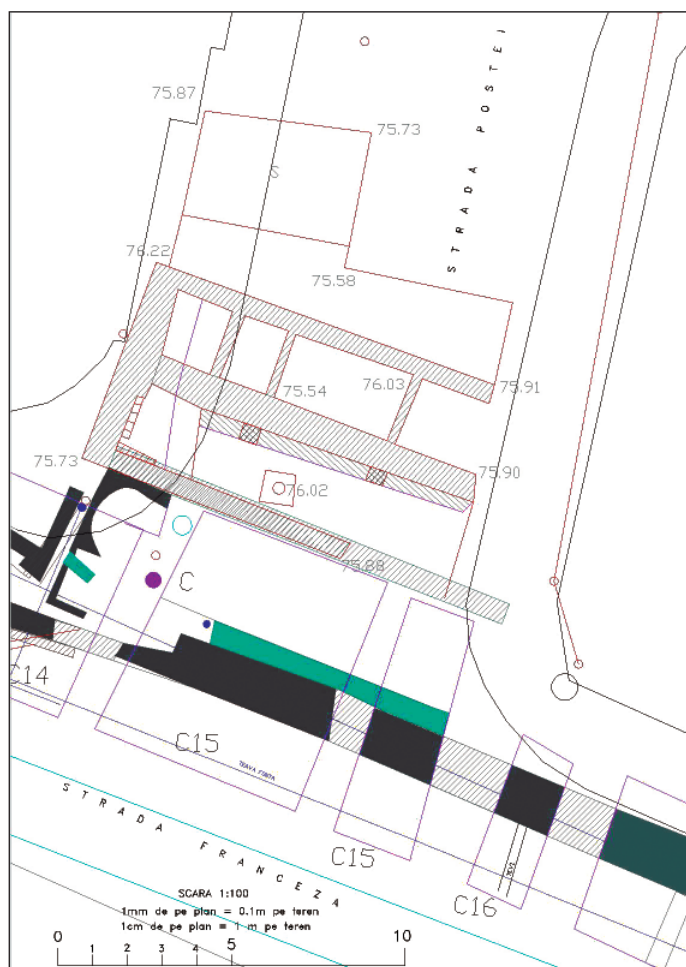 STRADA POSTEI
75.87
75.73
S
76.22
75.58
75.54
76.03
75.91
75.73
75.90
76.02
75.88
C
C14
C15
TEAVA FONTA
C15
C16
STRADA FRANCEZA
SCARA 1:100
1mm de pe plan = 0.1m pe teren
1cm de pe plan = 1 m pe teren
0 5 10
1 2 3 4